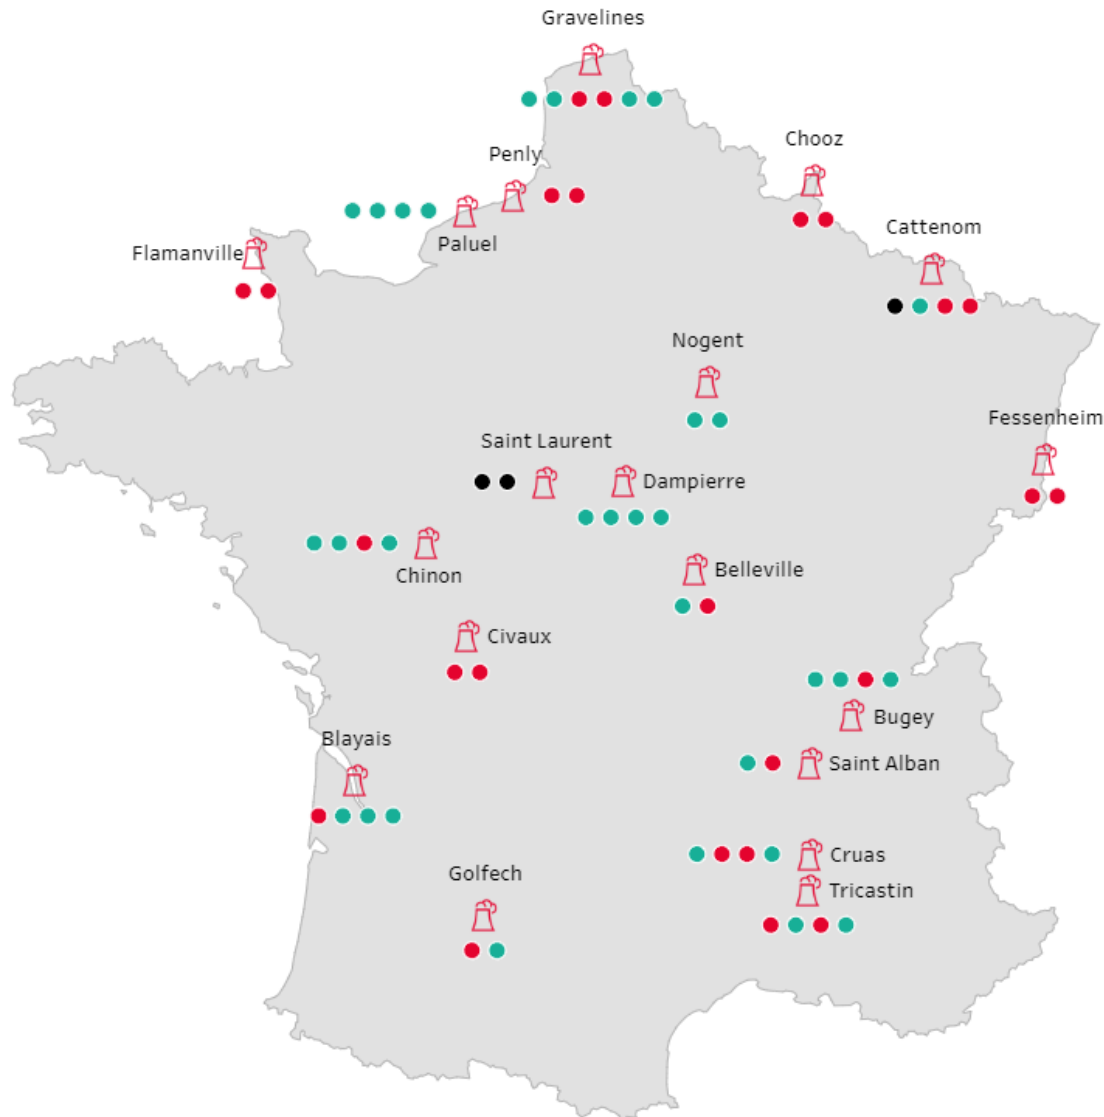 Gravelines
Chooz
Penly
Cattenom
Paluel
Flamanville
Nogent
Fessenheim
Saint Laurent
Dampierre
Belleville
Chinon
Civaux
Bugey
Blayais
Saint Alban
Cruas
Golfech
Tricastin